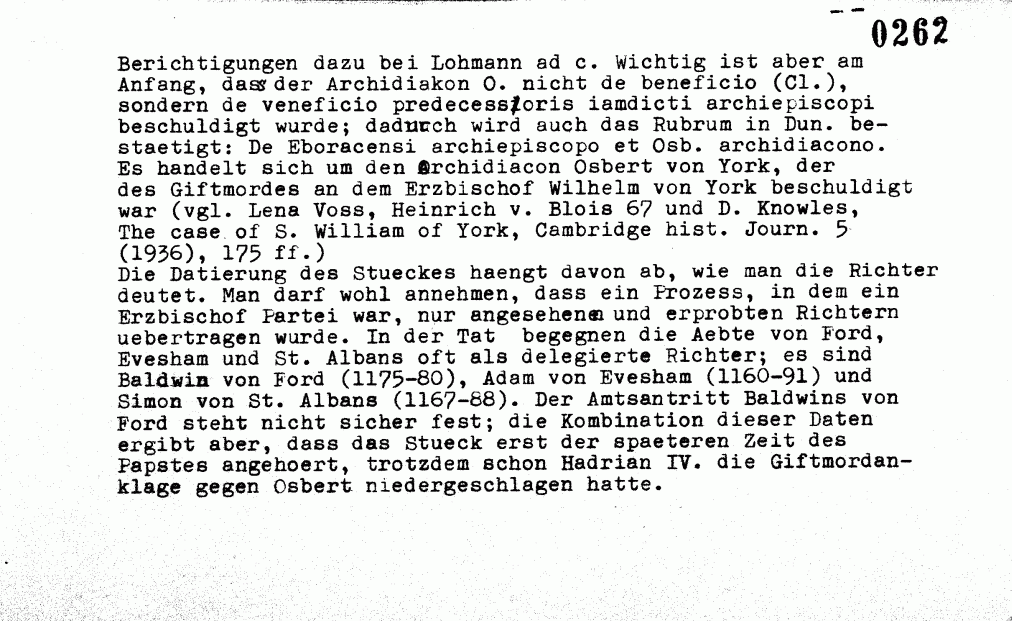 0262
Berichtigungen dazu bei Lohmann ad c. Wichtig ist aber am
Anfang, dass der Archidiakon O. nicht de beneficio (Cl.),
sondern de veneficio predecessoris iamdicti archiepiscopi
beschuldigt wurde; dadurch wird auch das Rubrum in Dun. be-
staetigt: De Eboracensi archiepiscopo et Osb. archidiacono.
Es handelt sich um den Archidiacon Osbert von York, der
des Giftmordes an dem Erzbischof Wilhelm von York beschuldigt
war (vgl. Lena Voss, Heinrich v. Blois 67 und D. Knowles,
The case of S. William of York, Cambridge hist. Journ. 5
(1936), 175 ff.)
Die Datierung des Stueckes haengt davon ab, wie man die Richter
deutet. Man darf wohl annehmen, dass ein Prozess, in dem ein
Erzbischof Partei war, nur angesehenen und erprobten Richtern
uebertragen wurde. In der Tat begegnen die Aebte von Ford,
Evesham und St. Albans oft als delegierte Richter; es sind
Baldwin von Ford (1175-80), Adam von Evesham (1160-91) und
Simon von St. Albans (1167-88). Der Amtsantritt Baldwins von
Ford steht nicht sicher fest; die Kombination dieser Daten
ergibt aber, dass das Stueck erst der spaeteren Zeit des
Papstes angehoert, trotzdem schon Hadrian IV. die Giftmordan-
klage gegen Osbert niedergeschlagen hatte.